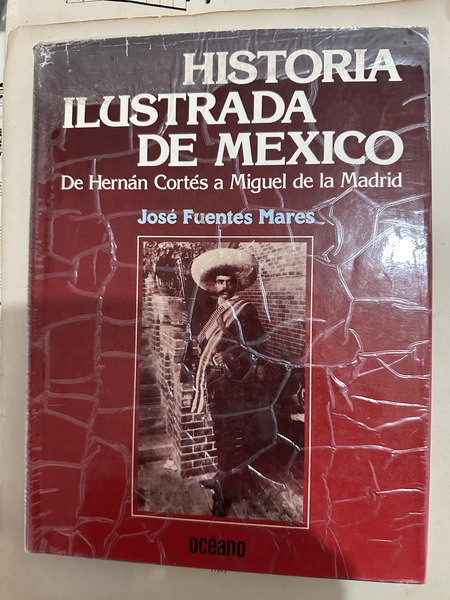 HISTORIA
ILUSTRADA
DE MEXICO
De Hernán Cortés a Miguel de la Madrid
José Fuentes Mares
océano